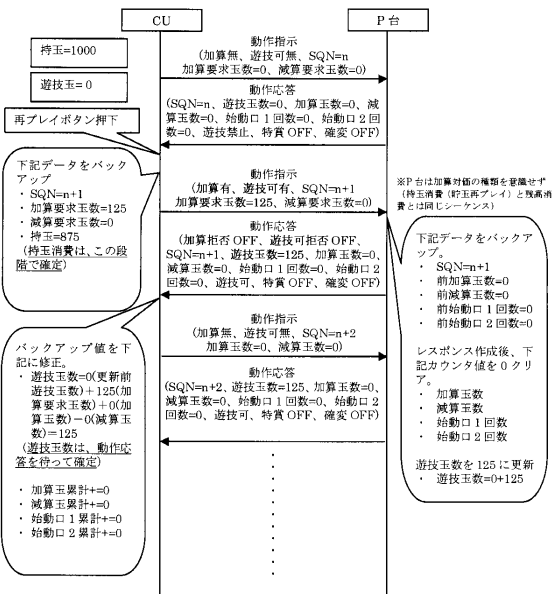 CU
P台
持玉=1000
遊技玉= 0
再プレイボタン押下
動作指示
(加算無、遊技可無、SQN=n
加算要求玉数=0、減算要求玉数=0)
動作応答
(SQN=n、遊技玉数=0、加算玉数=0、減
算玉数=0、始動口1回数=0、始動口2回
数=0、遊技禁止、特賞OFF、確変OFF)
下記データをバック
アップ
・ SQN=n+1
・ 加算要求玉数=125
・ 減算要求玉数=0
・ 持玉=875
(持玉消費は、この段
階で確定)
動作指示
(加算有、遊技可有、SQN=n+1
加算要求玉数=125、減算要求玉数=0)
※P台は加算対価の種類を意識せず
(持玉消費(貯玉再プレイ)と残高消
費とは同じシーケンス)
動作応答
(加算拒否OFF、遊技可拒否OFF、
SQN=n+1、遊技玉数=125、加算玉数=0、
減算玉数=0、始動口1回数=0、始動口2
回数=0、遊技可、特賞OFF、確変OFF)
下記データをバックア
ップ。
・ SQN=n+1
・ 前加算玉数=0
・ 前減算玉数=0
・ 前始動口1回数=0
・ 前始動口2回数=0
レスポンス作成後、下
記カウンタ値を0クリ
ア。
・ 加算玉数
・ 減算玉数
・ 始動口1回数
・ 始動口2回数
遊技玉数を125に更新
・ 遊技玉数=0+125
動作指示
(加算無、遊技可無、SQN=n+2
加算玉数=0、減算玉数=0)
動作応答
(SQN=n+2、遊技玉数=125、加算玉数=0、
減算玉数=0、始動口1回数=0、始動口2
回数=0、遊技可、特賞OFF、確変OFF)
バックアップ値を下
記に修正。
・ 遊技玉数=0(更新前
遊技玉数)+125(加
算要求玉数)+0(加
算玉数)−0(減算玉
数)=125
(遊技玉数は、動作応
答を待って確定)
・ 加算玉累計+=0
・ 減算玉累計+=0
・ 始動口1累計+=0
・ 始動口2累計+=0